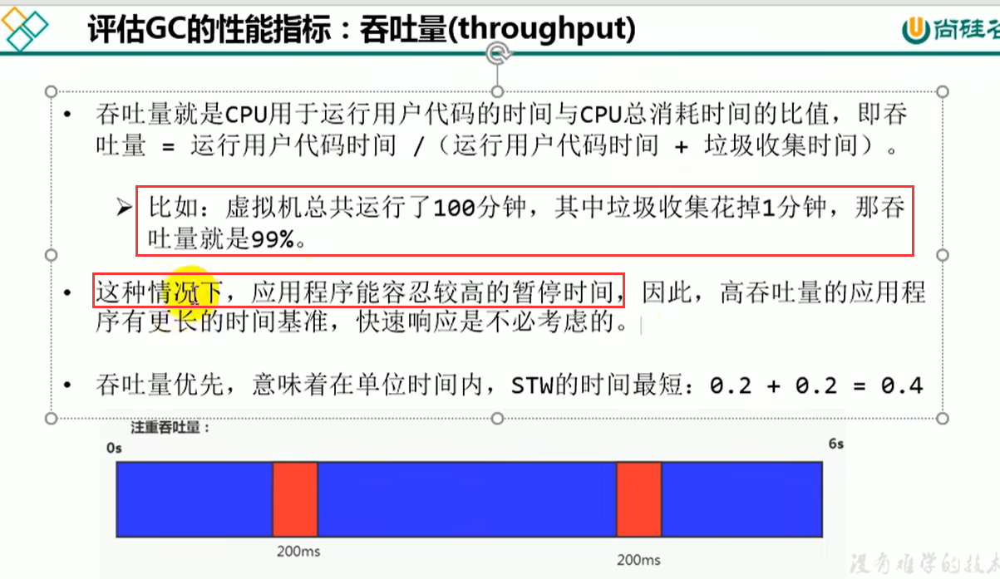 评估GC的性能指标：吞吐量(throughput)
尚硅谷
• 吞吐量就是CPU用于运行用户代码的时间与CPU总消耗时间的比值，即吞
吐量 = 运行用户代码时间 /（运行用户代码时间 + 垃圾收集时间）。
➢ 比如：虚拟机总共运行了100分钟，其中垃圾收集花掉1分钟，那吞
吐量就是99%。
• 这种情况下，应用程序能容忍较高的暂停时间，因此，高吞吐量的应用程
序有更长的时间基准，快速响应是不必考虑的。
• 吞吐量优先，意味着在单位时间内，STW的时间最短：0.2 + 0.2 = 0.4
注重吞吐量：
0s
6s
200ms
200ms
没有难学的技术